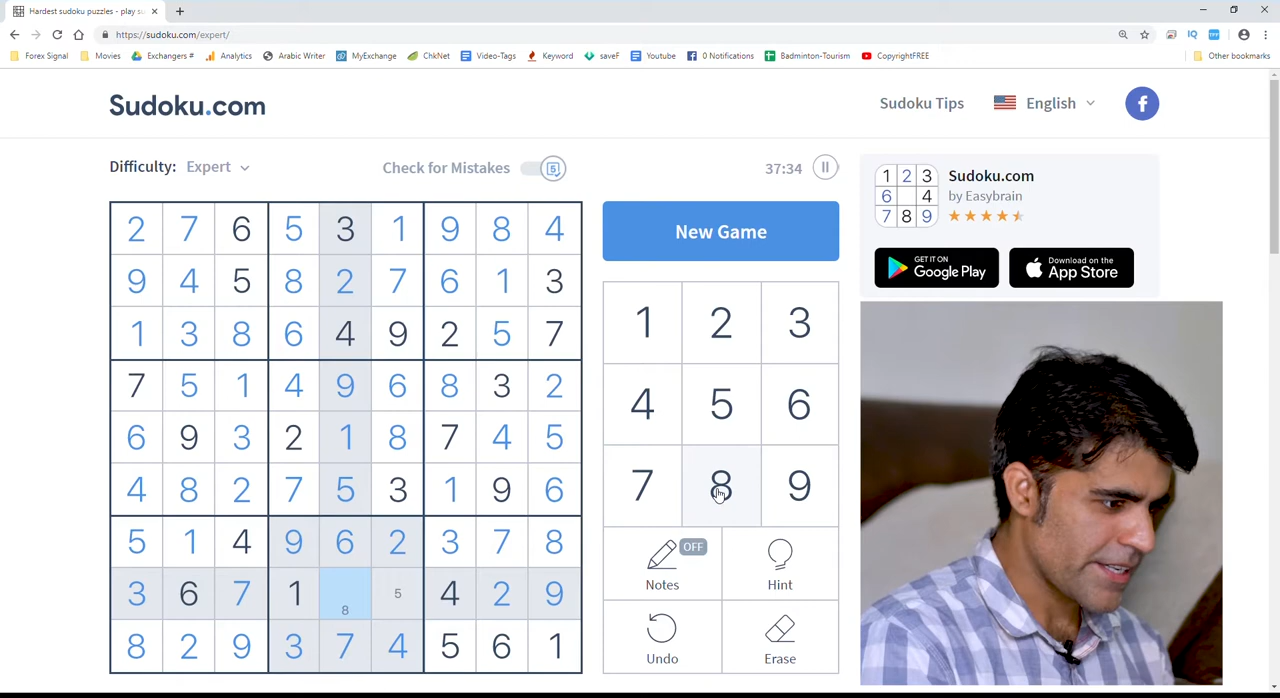 Hardest sudoku puzzles - play su
https://sudoku.com/expert/
Forex Signal Movies Exchangers # Analytics Arabic Writer MyExchange ChkNet Video-Tags Keyword saveF Youtube 0 Notifications Badminton-Tourism CopyrightFREE Other bookmarks
Sudoku.com
Sudoku Tips English
Difficulty: Expert Check for Mistakes 37:34
2 7 6 5 3 1 9 8 4
9 4 5 8 2 7 6 1 3
1 3 8 6 4 9 2 5 7
7 5 1 4 9 6 8 3 2
6 9 3 2 1 8 7 4 5
4 8 2 7 5 3 1 9 6
5 1 4 9 6 2 3 7 8
3 6 7 1 8 5 4 2 9
8 2 9 3 7 4 5 6 1
New Game
1 2 3
4 5 6
7 8 9
Notes OFF Hint
Undo Erase
1 2 3
6 4
7 8 9
Sudoku.com
by Easybrain
GET IT ON
Google Play
Download on the
App Store